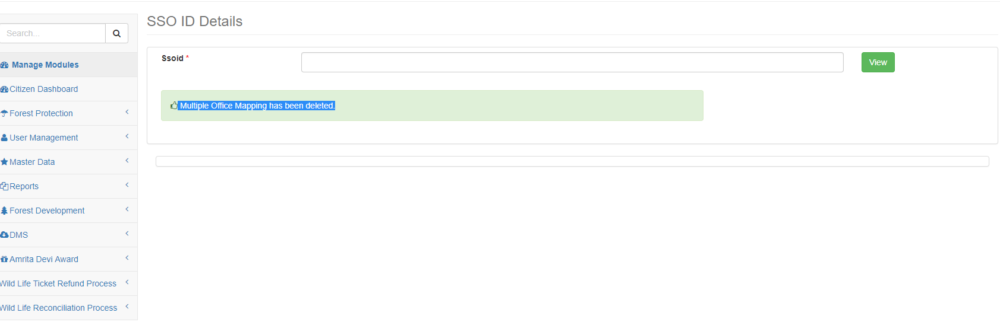 SSO ID Details
Search...
Manage Modules
Citizen Dashboard
Forest Protection
User Management
Master Data
Reports
Forest Development
DMS
Amrita Devi Award
Wild Life Ticket Refund Process
Wild Life Reconciliation Process
Ssoid *
View
Multiple Office Mapping has been deleted.